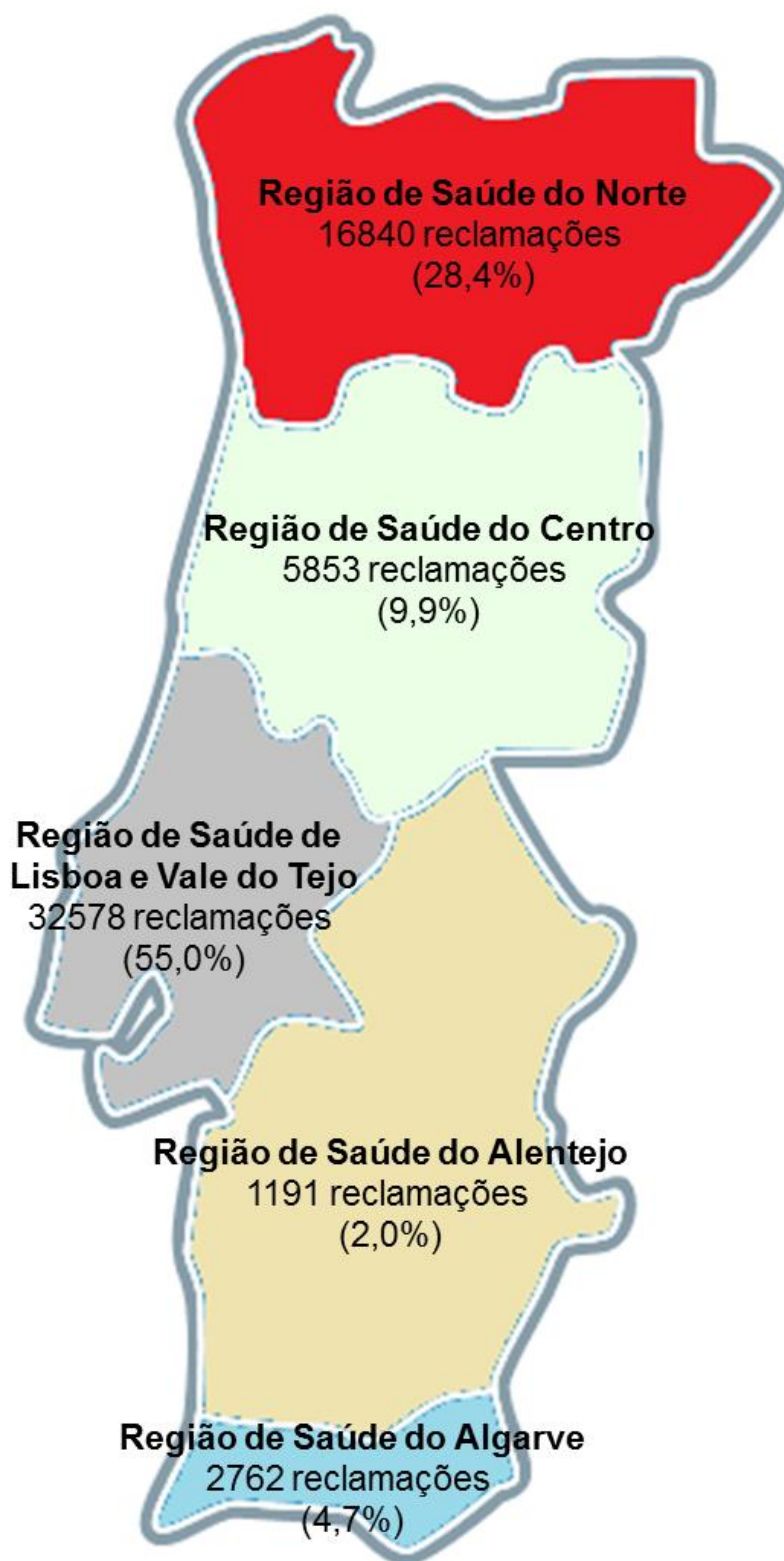 Região de Saúde do Norte
16840 reclamações
(28,4%)
Região de Saúde do Centro
5853 reclamações
(9,9%)
Região de Saúde de
Lisboa e Vale do Tejo
32578 reclamações
(55,0%)
Região de Saúde do Alentejo
1191 reclamações
(2,0%)
Região de Saúde do Algarve
2762 reclamações
(4,7%)